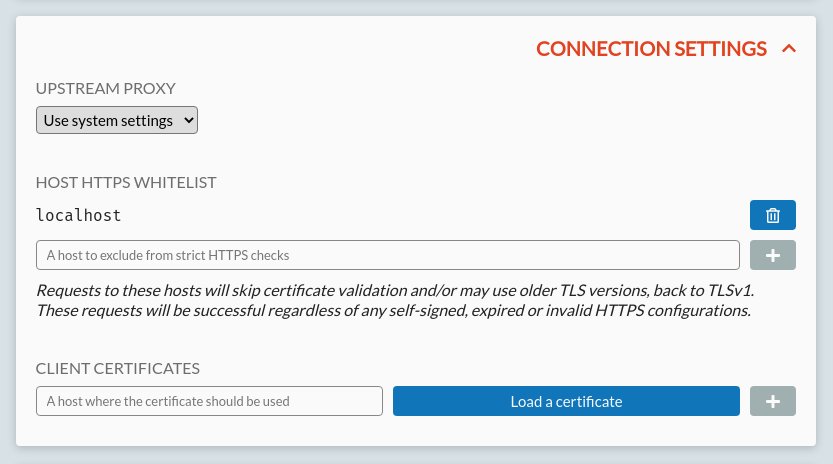 CONNECTION SETTINGS
UPSTREAM PROXY
Use system settings
HOST HTTPS WHITELIST
localhost
A host to exclude from strict HTTPS checks
Requests to these hosts will skip certificate validation and/or may use older TLS versions, back to TLSv1.
These requests will be successful regardless of any self-signed, expired or invalid HTTPS configurations.
CLIENT CERTIFICATES
A host where the certificate should be used
Load a certificate